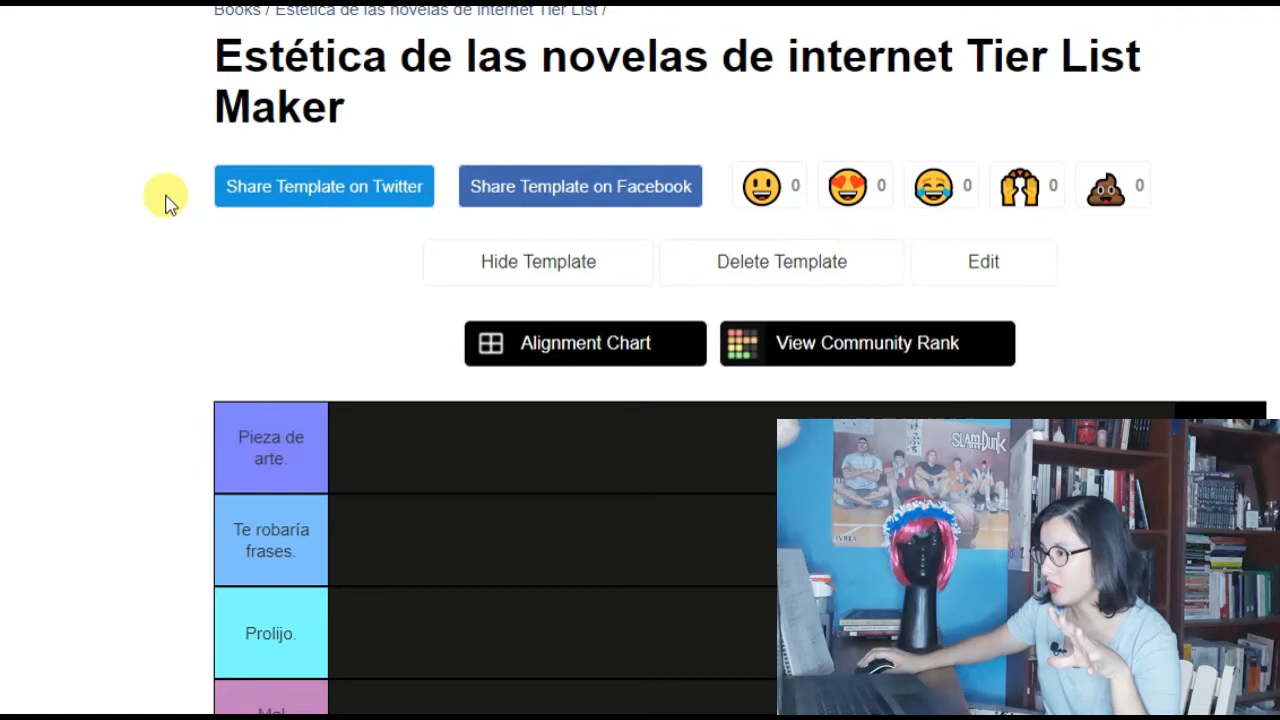 Books / Estética de las novelas de internet Tier List /
Estética de las novelas de internet Tier List
Maker
Share Template on Twitter
Share Template on Facebook
0
0
0
0
0
Hide Template
Delete Template
Edit
Alignment Chart
View Community Rank
Pieza de
arte.
Te robaría
frases.
Prolijo.
Mal
SLAM DUNK
IVREA